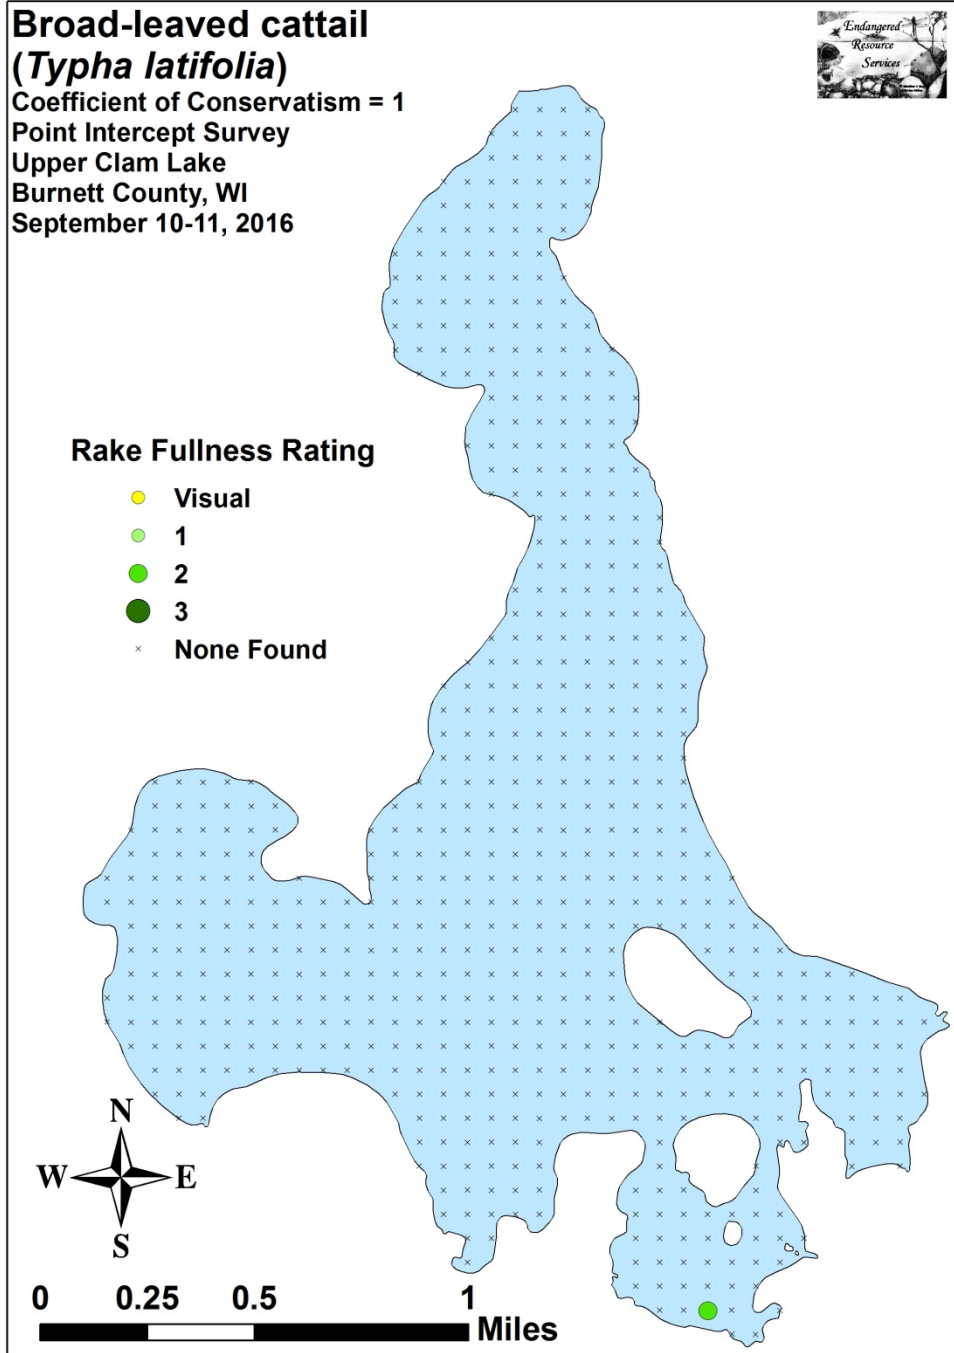 Broad-leaved cattail
(Typha latifolia)
Coefficient of Conservatism = 1
Point Intercept Survey
Upper Clam Lake
Burnett County, WI
September 10-11, 2016
Endangered
Resource
Services
Rake Fullness Rating
Visual
1
2
3
None Found
N
W E
S
0 0.25 0.5 1
Miles